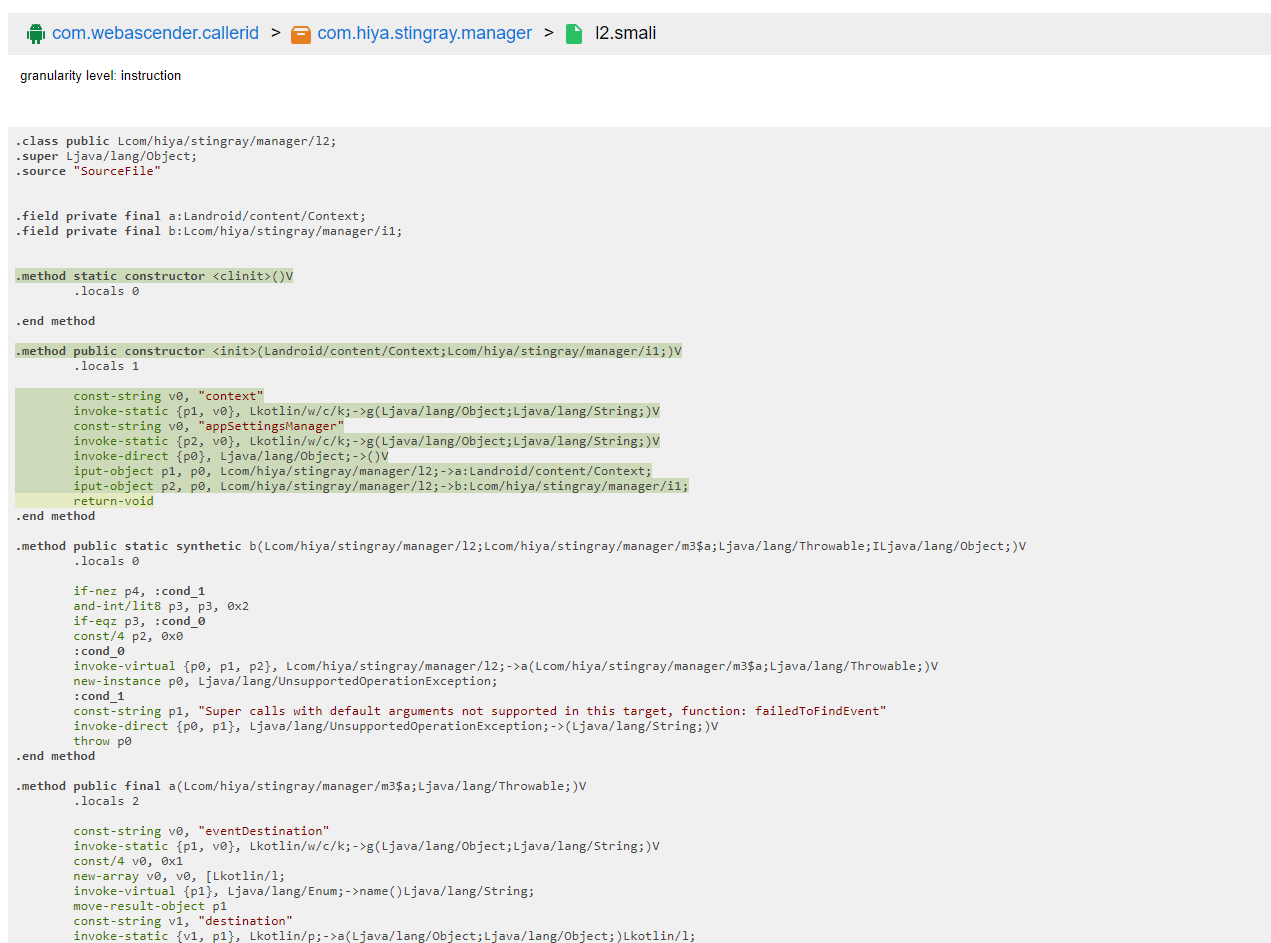 com.webascender.callerid > com.hiya.stingray.manager > l2.smali
granularity level: instruction
.class public Lcom/hiya/stingray/manager/l2;
.super Ljava/lang/Object;
.source "SourceFile"
.field private final a:Landroid/content/Context;
.field private final b:Lcom/hiya/stingray/manager/i1;
.method static constructor <clinit>()V
.locals 0
.end method
.method public constructor <init>(Landroid/content/Context;Lcom/hiya/stingray/manager/i1;)V
.locals 1
const-string v0, "context"
invoke-static {p1, v0}, Lkotlin/w/c/k;->g(Ljava/lang/Object;Ljava/lang/String;)V
const-string v0, "appSettingsManager"
invoke-static {p2, v0}, Lkotlin/w/c/k;->g(Ljava/lang/Object;Ljava/lang/String;)V
invoke-direct {p0}, Ljava/lang/Object;->()V
iput-object p1, p0, Lcom/hiya/stingray/manager/l2;->a:Landroid/content/Context;
iput-object p2, p0, Lcom/hiya/stingray/manager/l2;->b:Lcom/hiya/stingray/manager/i1;
return-void
.end method
.method public static synthetic b(Lcom/hiya/stingray/manager/l2;Lcom/hiya/stingray/manager/m3$a;Ljava/lang/Throwable;ILjava/lang/Object;)V
.locals 0
if-nez p4, :cond_1
and-int/lit8 p3, p3, 0x2
if-eqz p3, :cond_0
const/4 p2, 0x0
:cond_0
invoke-virtual {p0, p1, p2}, Lcom/hiya/stingray/manager/l2;->a(Lcom/hiya/stingray/manager/m3$a;Ljava/lang/Throwable;)V
new-instance p0, Ljava/lang/UnsupportedOperationException;
:cond_1
const-string p1, "Super calls with default arguments not supported in this target, function: failedToFindEvent"
invoke-direct {p0, p1}, Ljava/lang/UnsupportedOperationException;->(Ljava/lang/String;)V
throw p0
.end method
.method public final a(Lcom/hiya/stingray/manager/m3$a;Ljava/lang/Throwable;)V
.locals 2
const-string v0, "eventDestination"
invoke-static {p1, v0}, Lkotlin/w/c/k;->g(Ljava/lang/Object;Ljava/lang/String;)V
const/4 v0, 0x1
new-array v0, v0, [Lkotlin/l;
invoke-virtual {p1}, Ljava/lang/Enum;->name()Ljava/lang/String;
move-result-object p1
const-string v1, "destination"
invoke-static {v1, p1}, Lkotlin/p;->a(Ljava/lang/Object;Ljava/lang/Object;)Lkotlin/l;